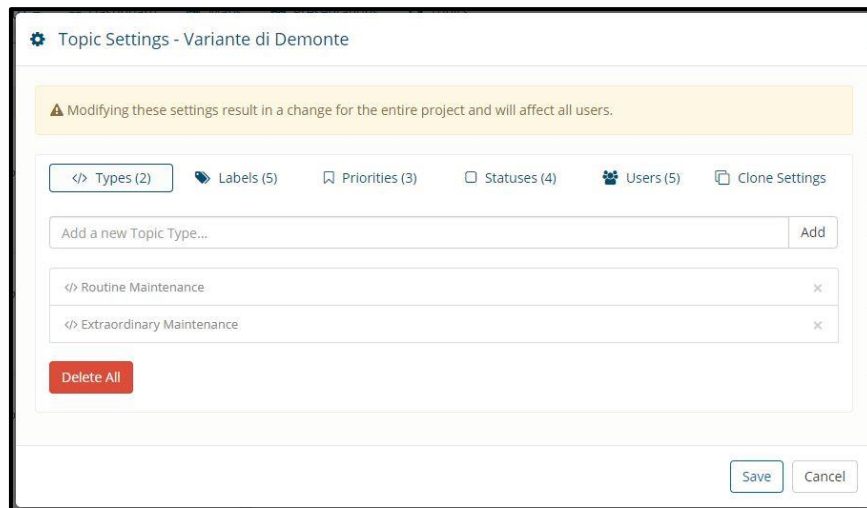 Topic Settings - Variante di Demonte
Modifying these settings result in a change for the entire project and will affect all users.
</> Types (2) Labels (5) Priorities (3) Statuses (4) Users (5) Clone Settings
Add a new Topic Type... Add
</> Routine Maintenance ×
</> Extraordinary Maintenance ×
Delete All
Save Cancel